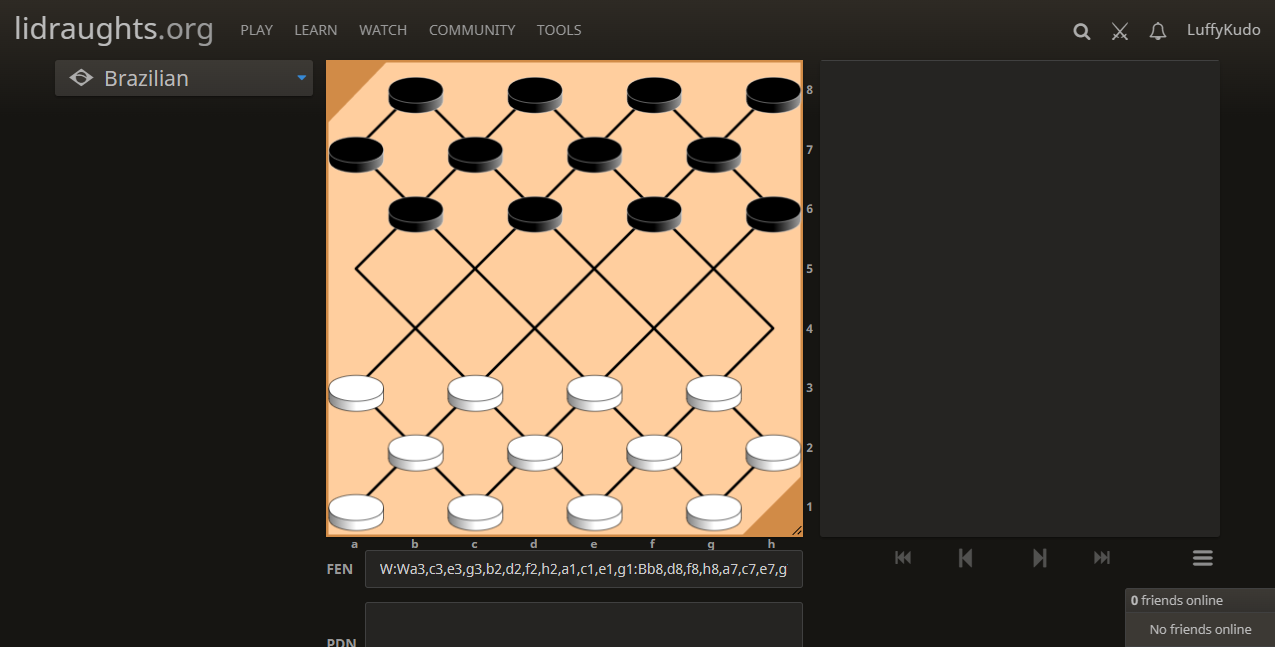 lidraughts.org PLAY LEARN WATCH COMMUNITY TOOLS LuffyKudo
Brazilian
8
7
6
5
4
3
2
1
a b c d e f g h
FEN W:Wa3,c3,e3,g3,b2,d2,f2,h2,a1,c1,e1,g1:Bb8,d8,f8,h8,a7,c7,e7,g
0 friends online
No friends online
PDN